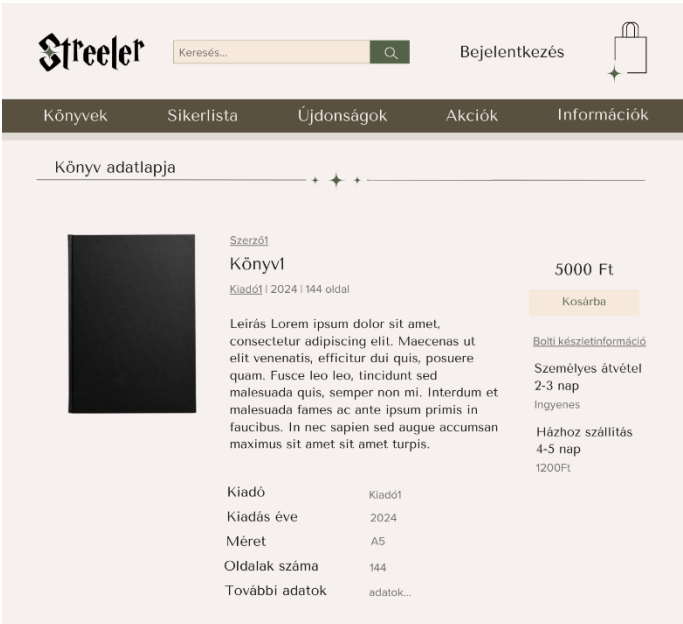 Streeler
Keresés...
Bejelentkezés
Könyvek Sikerlista Újdonságok Akciók Információk
Könyv adatlapja
Szerző1
Könyv1
Kiadó1 | 2024 | 144 oldal
Leírás Lorem ipsum dolor sit amet,
consectetur adipiscing elit. Maecenas ut
elit venenatis, efficitur dui quis, posuere
quam. Fusce leo leo, tincidunt sed
malesuada quis, semper non mi. Interdum et
malesuada fames ac ante ipsum primis in
faucibus. In nec sapien sed augue accumsan
maximus sit amet sit amet turpis.
Kiadó Kiadó1
Kiadás éve 2024
Méret A5
Oldalak száma 144
További adatok adatok...
5000 Ft
Kosárba
Bolti készletinformáció
Személyes átvétel
2-3 nap
Ingyenes
Házhoz szállítás
4-5 nap
1200Ft